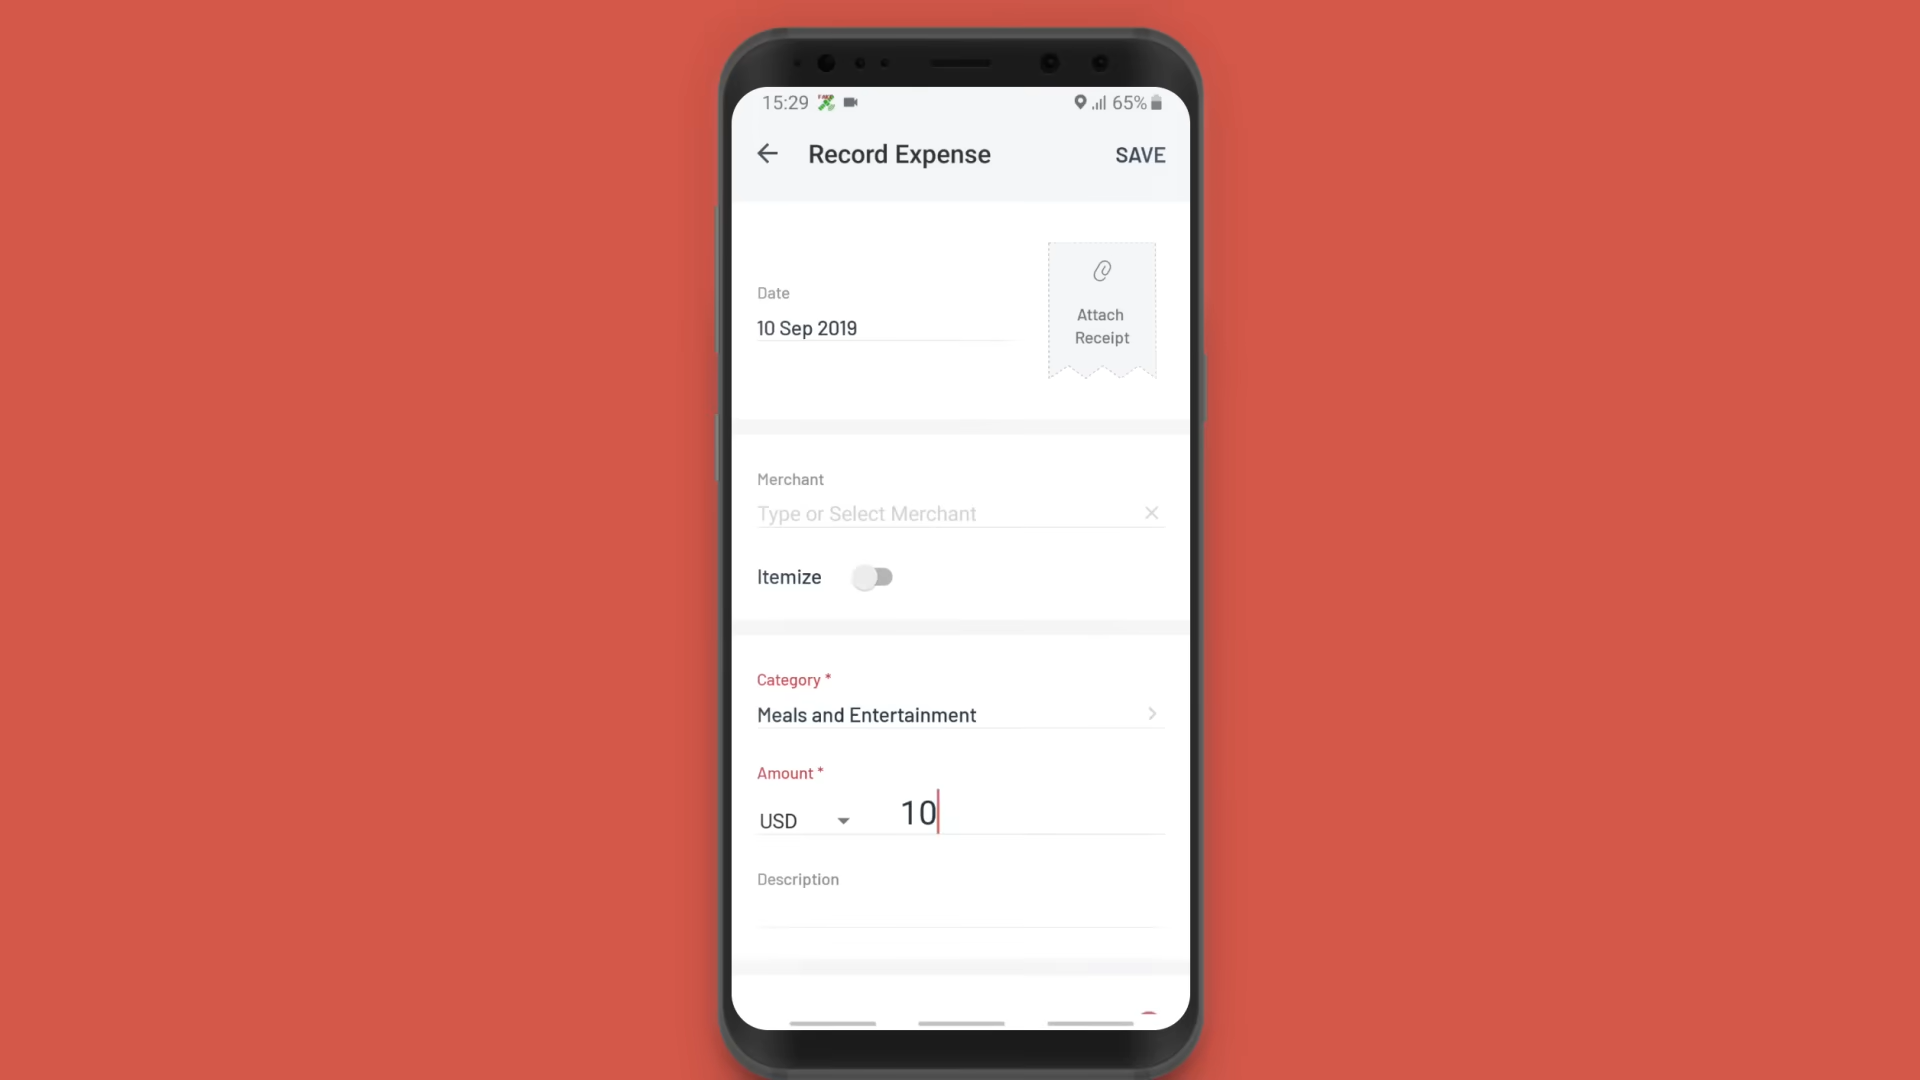 15:29 65%
Record Expense SAVE
Date
10 Sep 2019
Attach
Receipt
Merchant
Type or Select Merchant
Itemize
Category *
Meals and Entertainment
Amount *
USD 10
Description